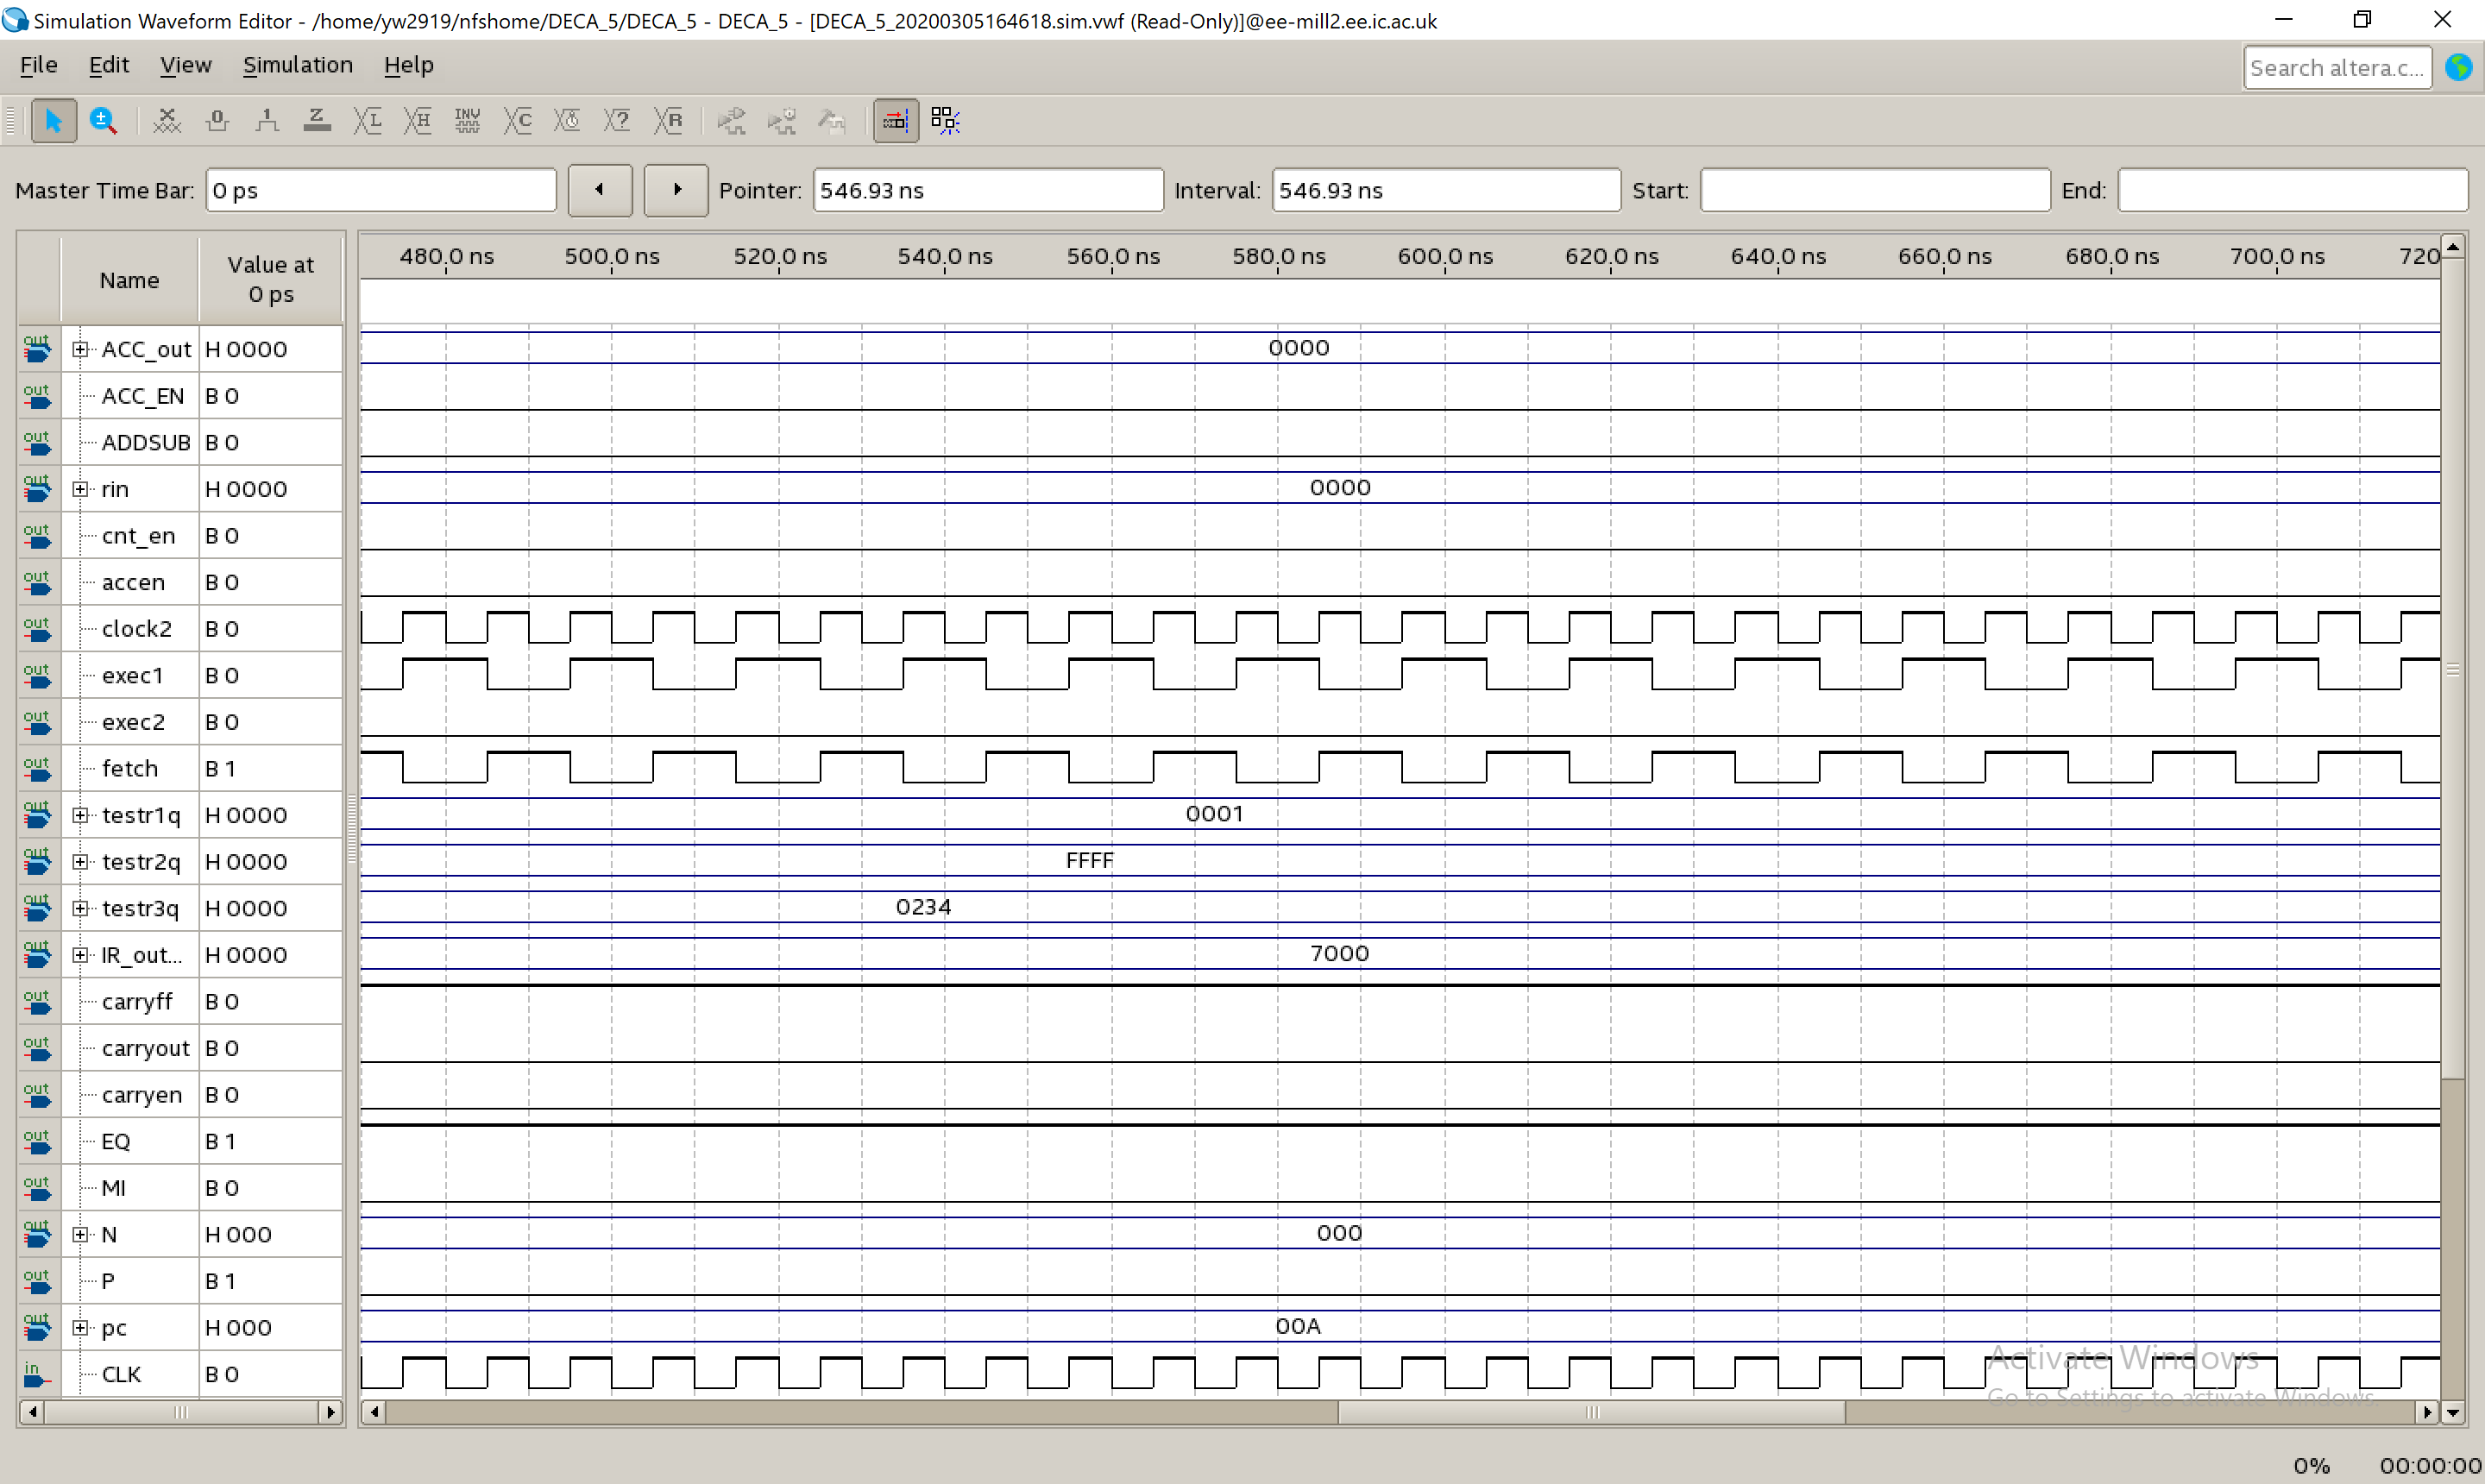 Simulation Waveform Editor - /home/yw2919/nfshome/DECA_5/DECA_5 - DECA_5 - [DECA_5_20200305164618.sim.vwf (Read-Only)]@ee-mill2.ee.ic.ac.uk
File Edit View Simulation Help Search altera.c...
Master Time Bar: 0 ps Pointer: 546.93 ns Interval: 546.93 ns Start: End:
Name Value at 0 ps 480.0 ns 500.0 ns 520.0 ns 540.0 ns 560.0 ns 580.0 ns 600.0 ns 620.0 ns 640.0 ns 660.0 ns 680.0 ns 700.0 ns 720
out ACC_out H 0000 0000
out ACC_EN B 0
out ADDSUB B 0
out rin H 0000 0000
out cnt_en B 0
out accen B 0
out clock2 B 0
out exec1 B 0
out exec2 B 0
out fetch B 1
out testr1q H 0000 0001
out testr2q H 0000 FFFF
out testr3q H 0000 0234
out IR_out... H 0000 7000
out carryff B 0
out carryout B 0
out carryen B 0
out EQ B 1
out MI B 0
out N H 000 000
out P B 1
out pc H 000 00A
in CLK B 0
Activate Windows
Go to Settings to activate Windows.
0% 00:00:00